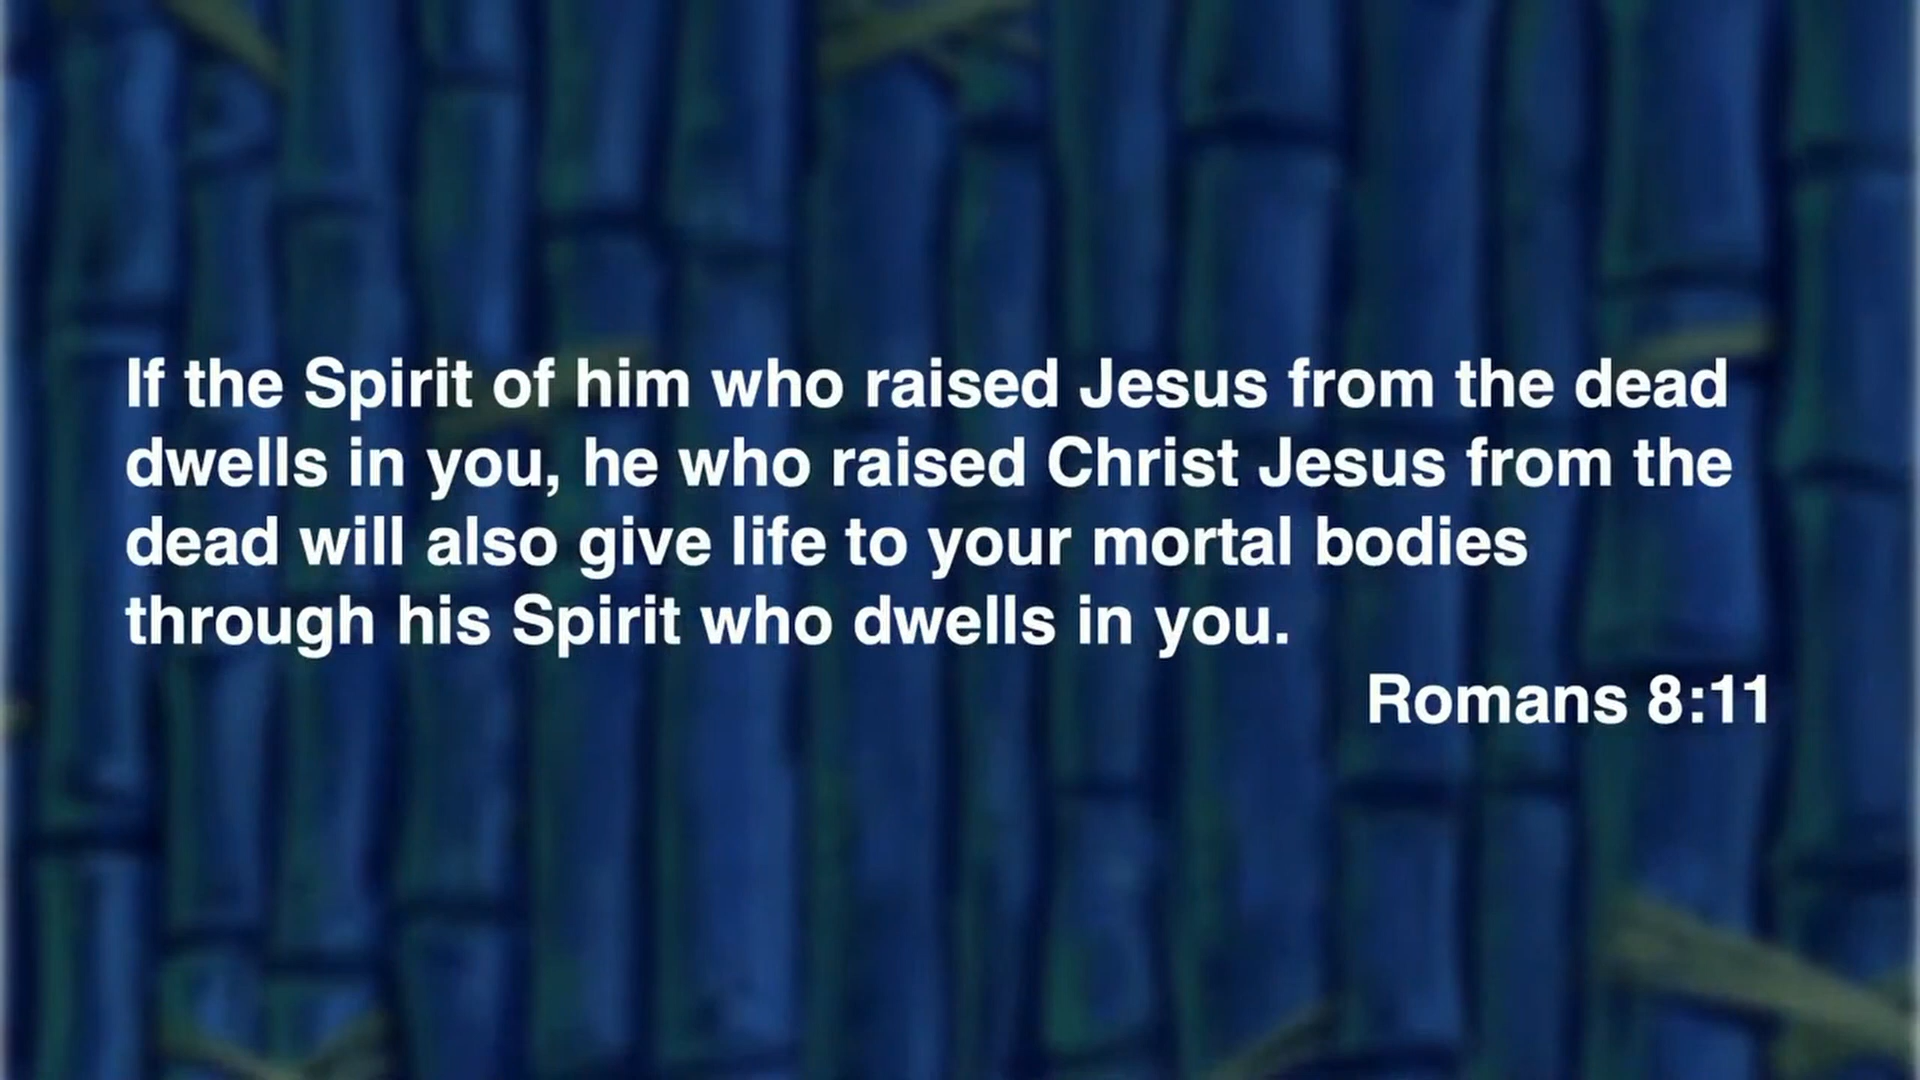 If the Spirit of him who raised Jesus from the dead
dwells in you, he who raised Christ Jesus from the
dead will also give life to your mortal bodies
through his Spirit who dwells in you.
Romans 8:11